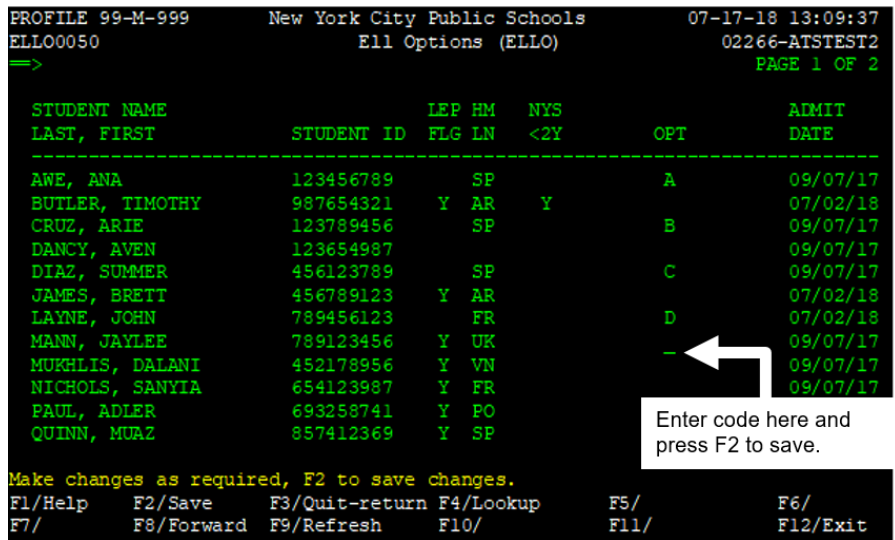 PROFILE 99-M-999 New York City Public Schools 07-17-18 13:09:37
ELLO0050 Ell Options (ELLO) 02266-ATSTEST2
==> PAGE 1 OF 2
STUDENT NAME LEP HM NYS ADMIT
LAST, FIRST STUDENT ID FLG LN <2Y OPT DATE
--------------------------------------------------------------------------------
AWE, ANA 123456789 SP A 09/07/17
BUTLER, TIMOTHY 987654321 Y AR Y 07/02/18
CRUZ, ARIE 123789456 SP B 09/07/17
DANCY, AVEN 123654987 09/07/17
DIAZ, SUMMER 456123789 SP C 09/07/17
JAMES, BRETT 456789123 Y AR 07/02/18
LAYNE, JOHN 789456123 FR D 07/02/18
MANN, JAYLEE 789123456 Y UK _ 09/07/17
MUKHLIS, DALANI 452178956 Y VN 09/07/17
NICHOLS, SANYIA 654123987 Y FR 09/07/17
PAUL, ADLER 693258741 Y PO
QUINN, MUAZ 857412369 Y SP
Enter code here and
press F2 to save.
Make changes as required, F2 to save changes.
F1/Help F2/Save F3/Quit-return F4/Lookup F5/ F6/
F7/ F8/Forward F9/Refresh F10/ F11/ F12/Exit